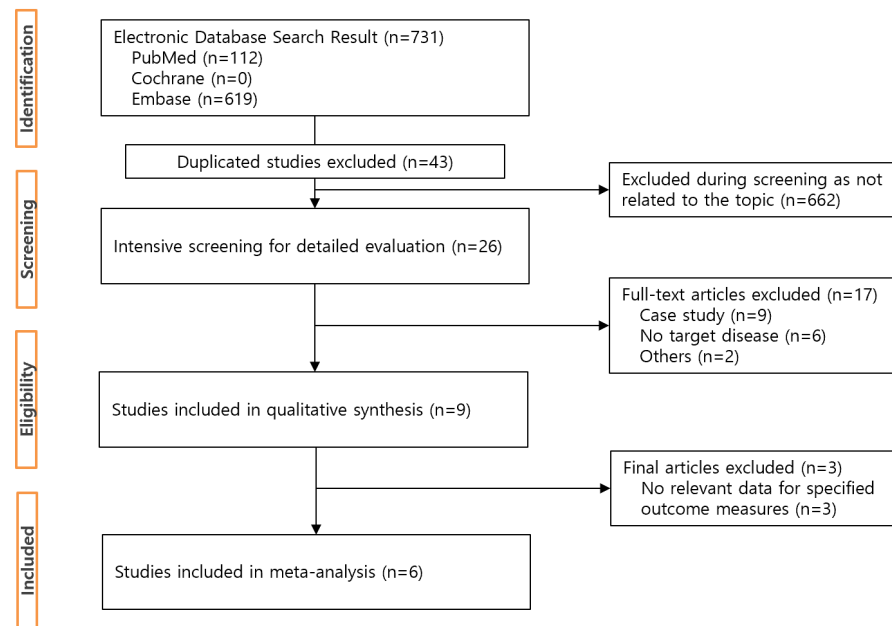 Identification
Electronic Database Search Result (n=731)
PubMed (n=112)
Cochrane (n=0)
Embase (n=619)
Duplicated studies excluded (n=43)
Screening
Excluded during screening as not
related to the topic (n=662)
Intensive screening for detailed evaluation (n=26)
Full-text articles excluded (n=17)
Case study (n=9)
No target disease (n=6)
Others (n=2)
Eligibility
Studies included in qualitative synthesis (n=9)
Final articles excluded (n=3)
No relevant data for specified
outcome measures (n=3)
Included
Studies included in meta-analysis (n=6)